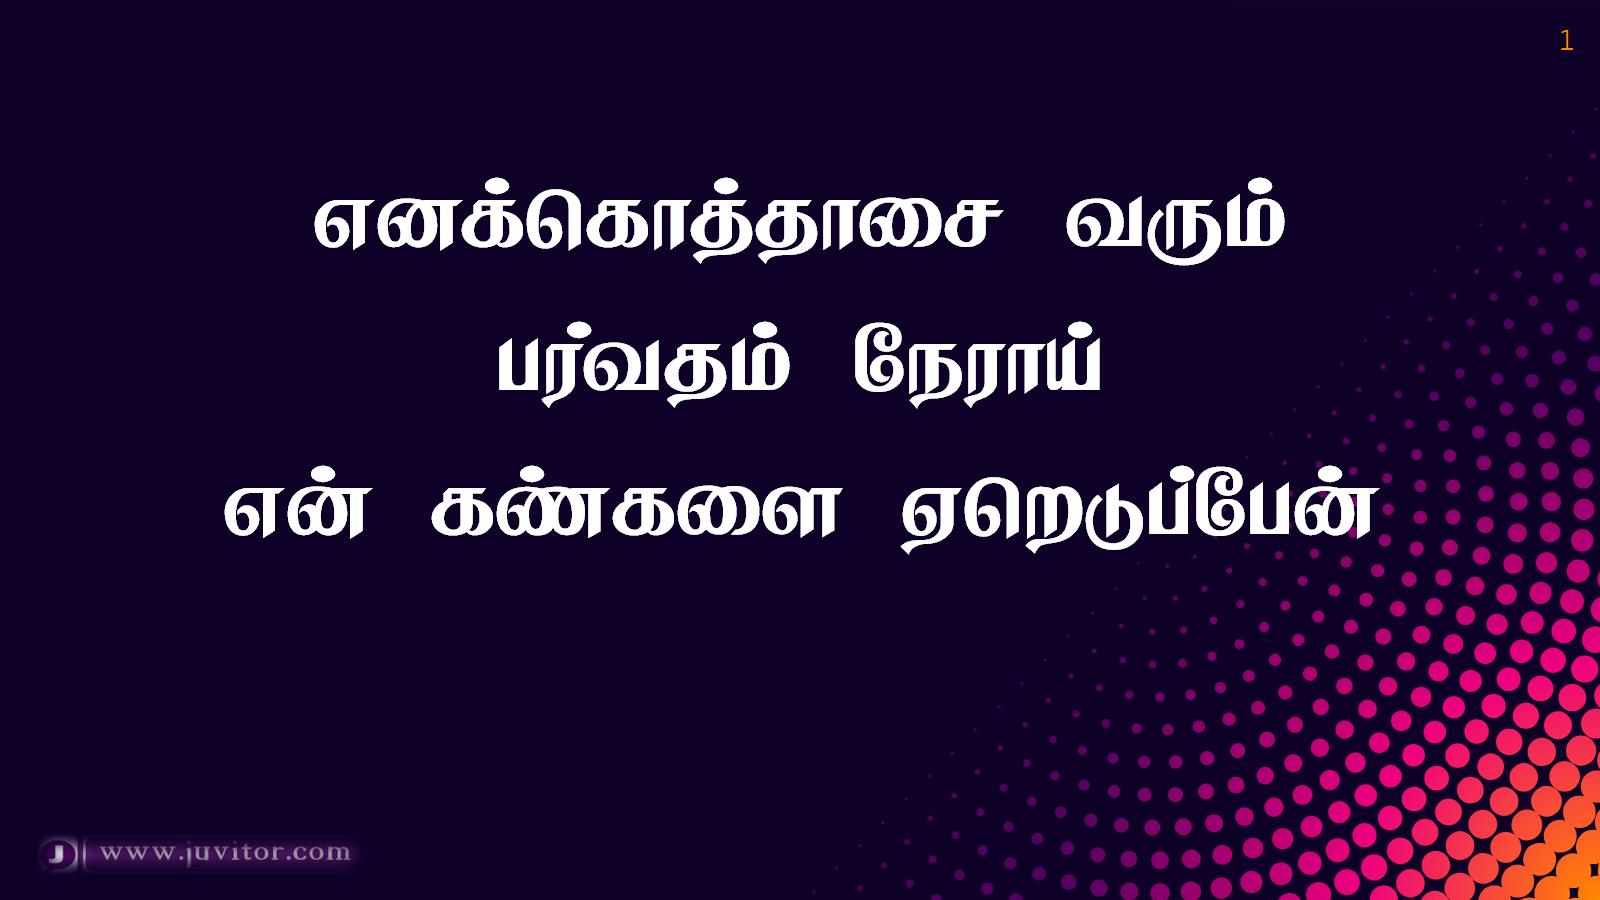 1
எனக்கொத்தாசை வரும்
பர்வதம் நேராய்
என் கண்களை ஏறெடுப்பேன்
www.juvitor.com